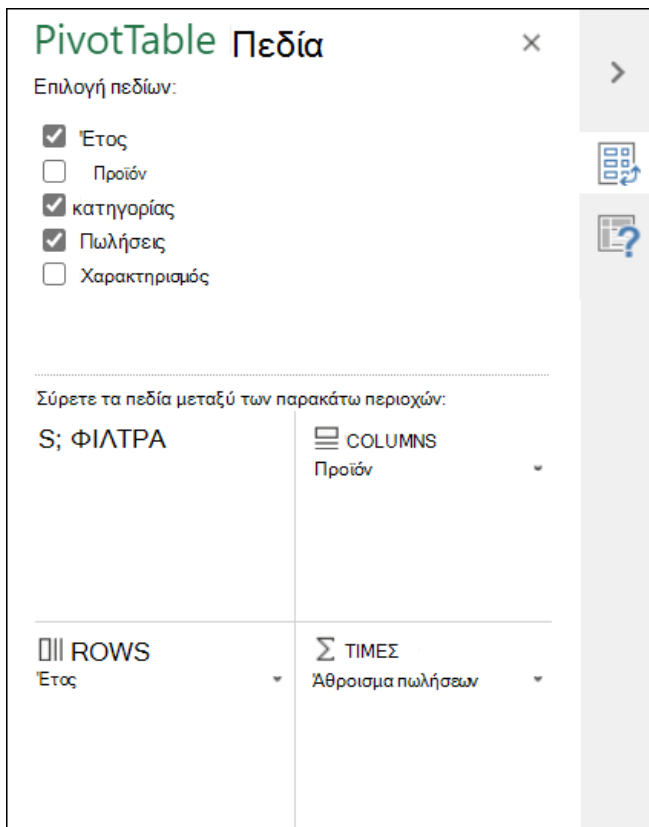 PivotTable Πεδία
Επιλογή πεδίων:
Έτος
Προϊόν
κατηγορίας
Πωλήσεις
Χαρακτηρισμός
Σύρετε τα πεδία μεταξύ των παρακάτω περιοχών:
S; ΦΙΛΤΡΑ
COLUMNS
Προϊόν
ROWS
Έτος
Σ ΤΙΜΕΣ
Άθροισμα πωλήσεων